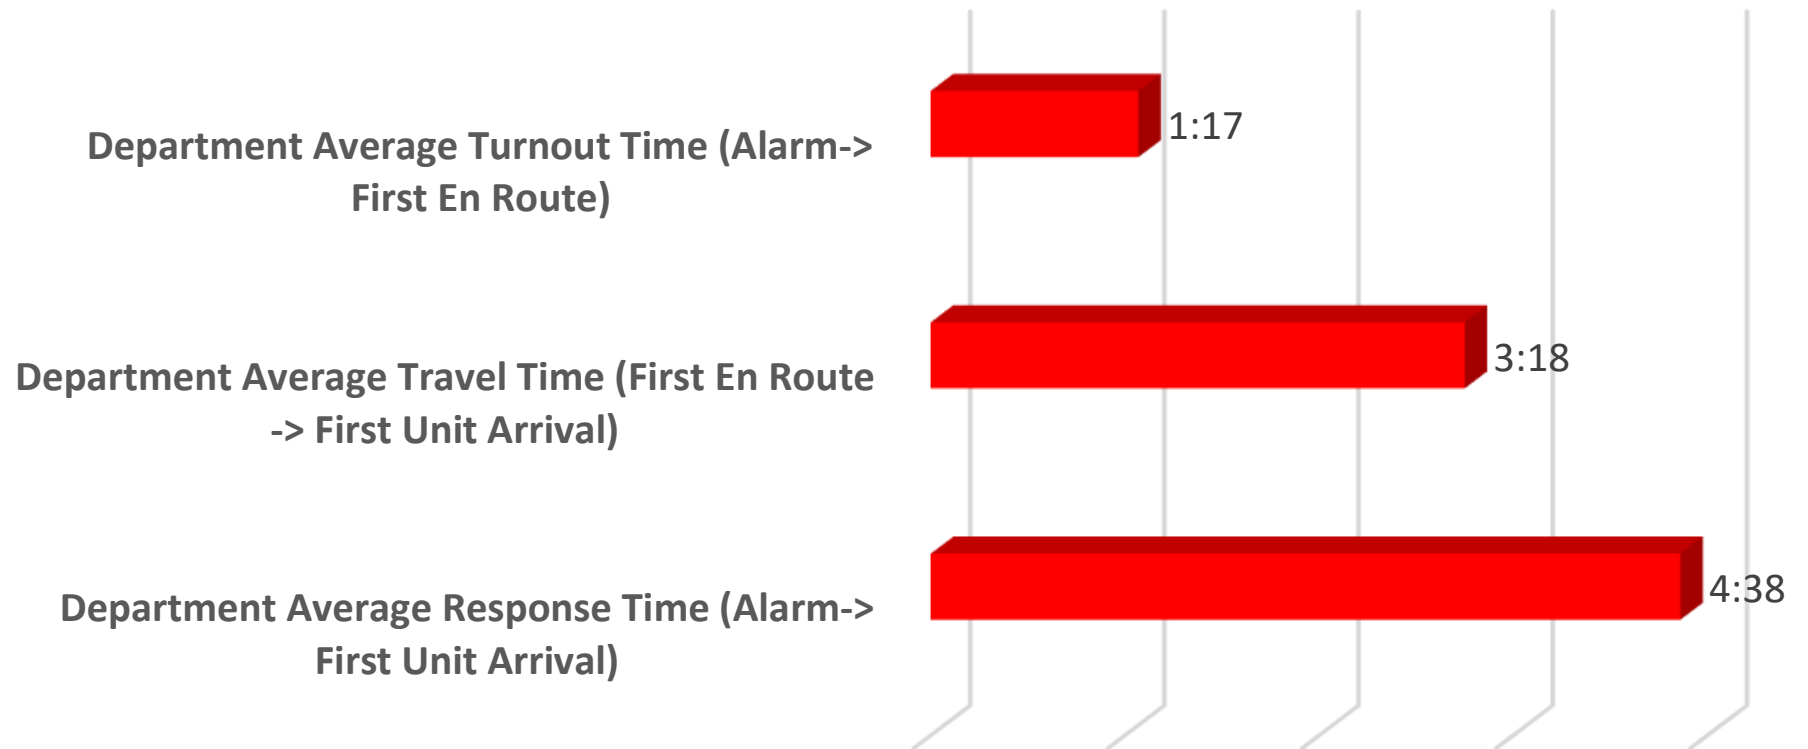 Department Average Turnout Time (Alarm->
First En Route)
1:17
Department Average Travel Time (First En Route
-> First Unit Arrival)
3:18
Department Average Response Time (Alarm->
First Unit Arrival)
4:38